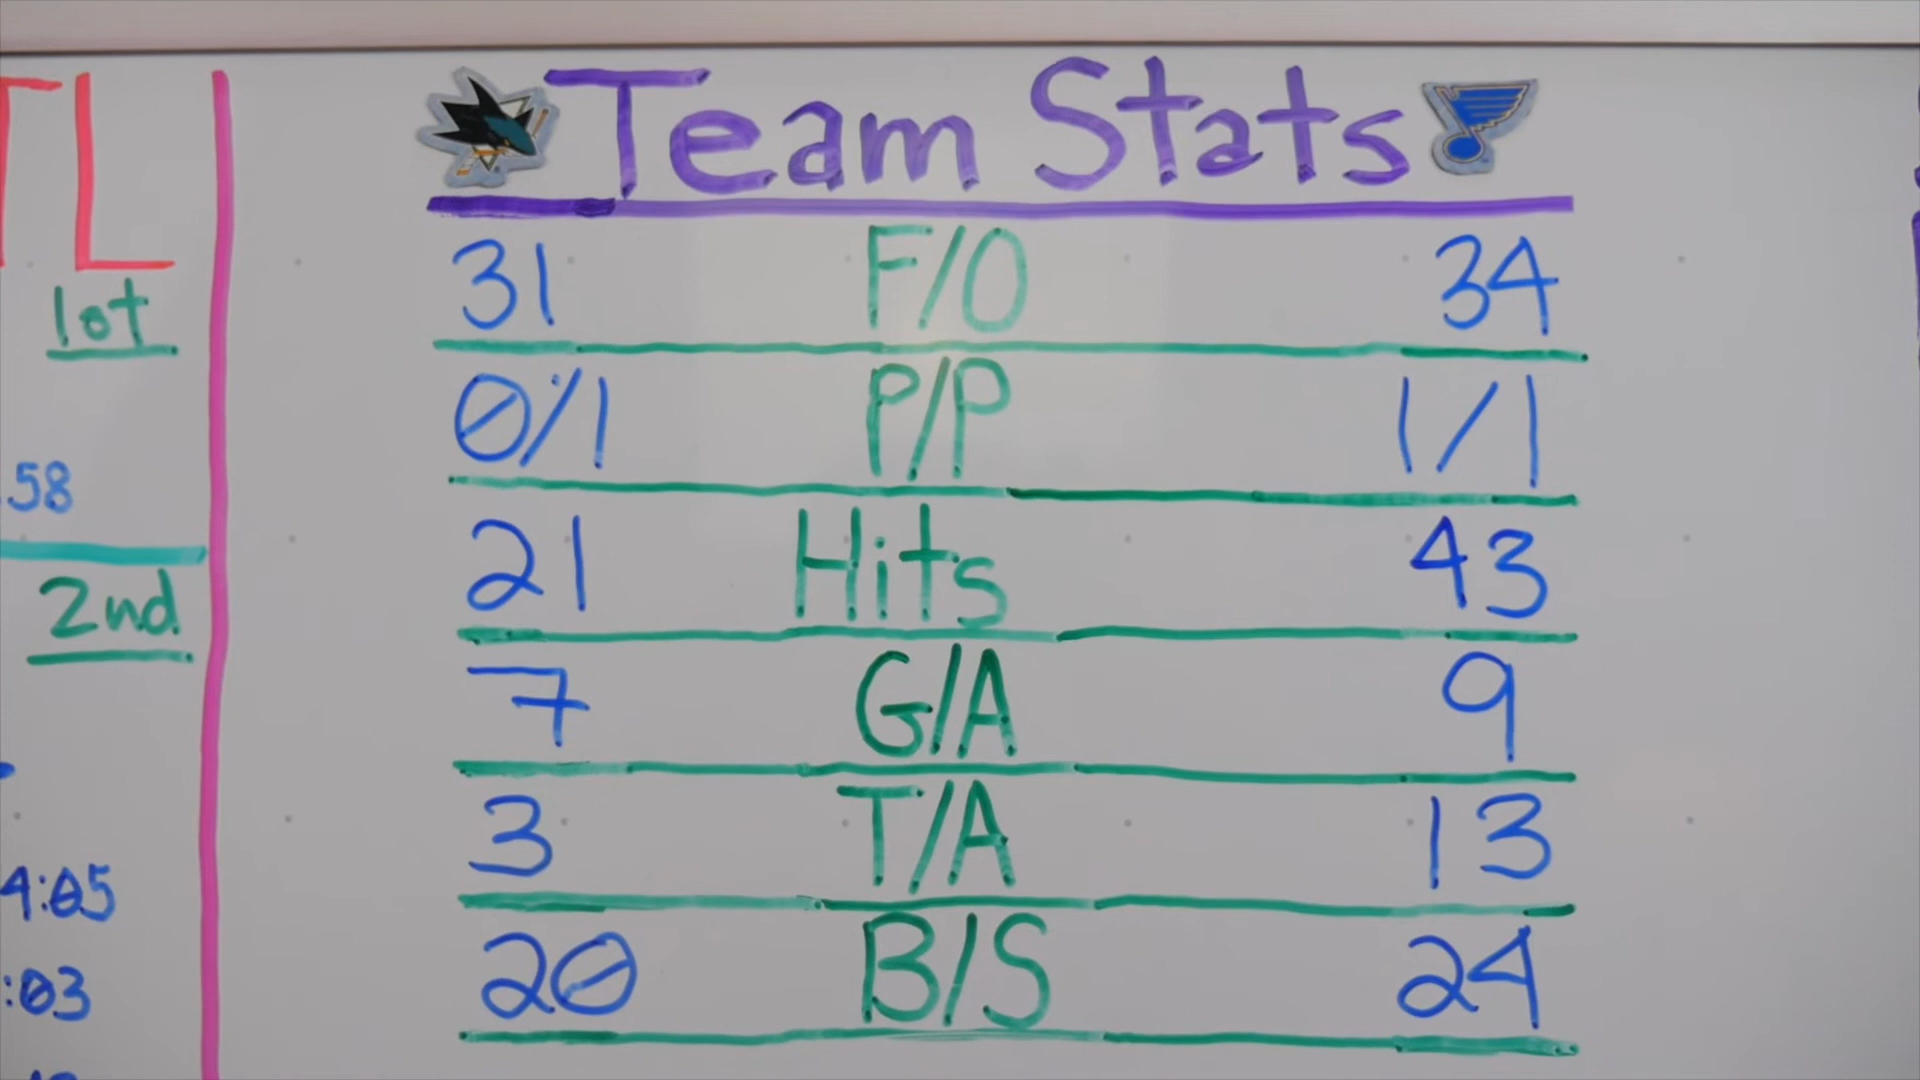 TL
Team Stats
1st
31 F/O 34
0/1 P/P 1/1
58
21 Hits 43
2nd
7 G/A 9
3 T/A 13
4:05
20 B/S 24
:03